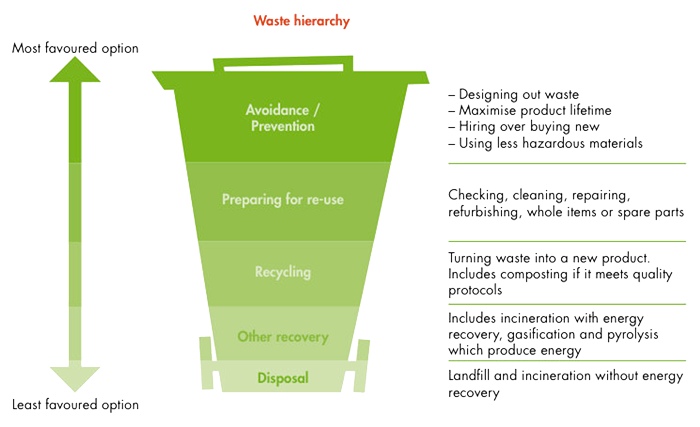 Waste hierarchy
Most favoured option
Avoidance /
Prevention
– Designing out waste
– Maximise product lifetime
– Hiring over buying new
– Using less hazardous materials
Preparing for re-use
Checking, cleaning, repairing,
refurbishing, whole items or spare parts
Recycling
Turning waste into a new product.
Includes composting if it meets quality
protocols
Other recovery
Includes incineration with energy
recovery, gasification and pyrolysis
which produce energy
Disposal
Landfill and incineration without energy
recovery
Least favoured option